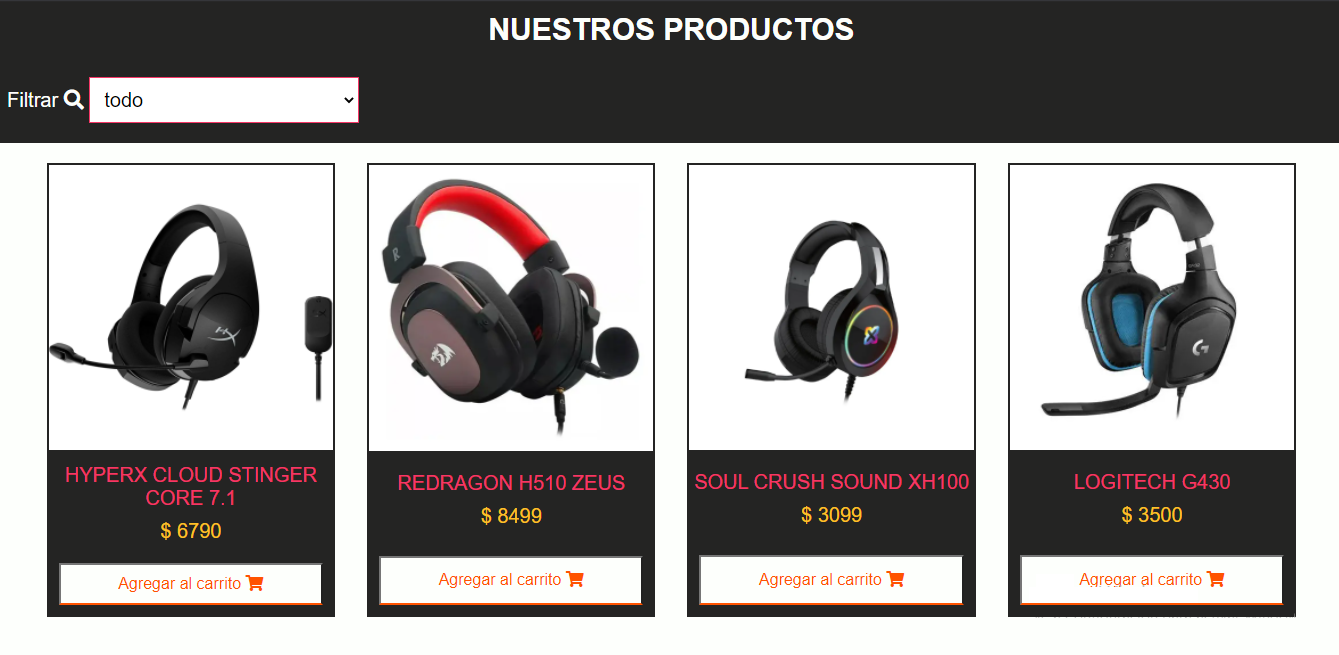 NUESTROS PRODUCTOS
Filtrar
todo
HYPERX CLOUD STINGER
CORE 7.1
$ 6790
Agregar al carrito
REDRAGON H510 ZEUS
$ 8499
Agregar al carrito
SOUL CRUSH SOUND XH100
$ 3099
Agregar al carrito
LOGITECH G430
$ 3500
Agregar al carrito